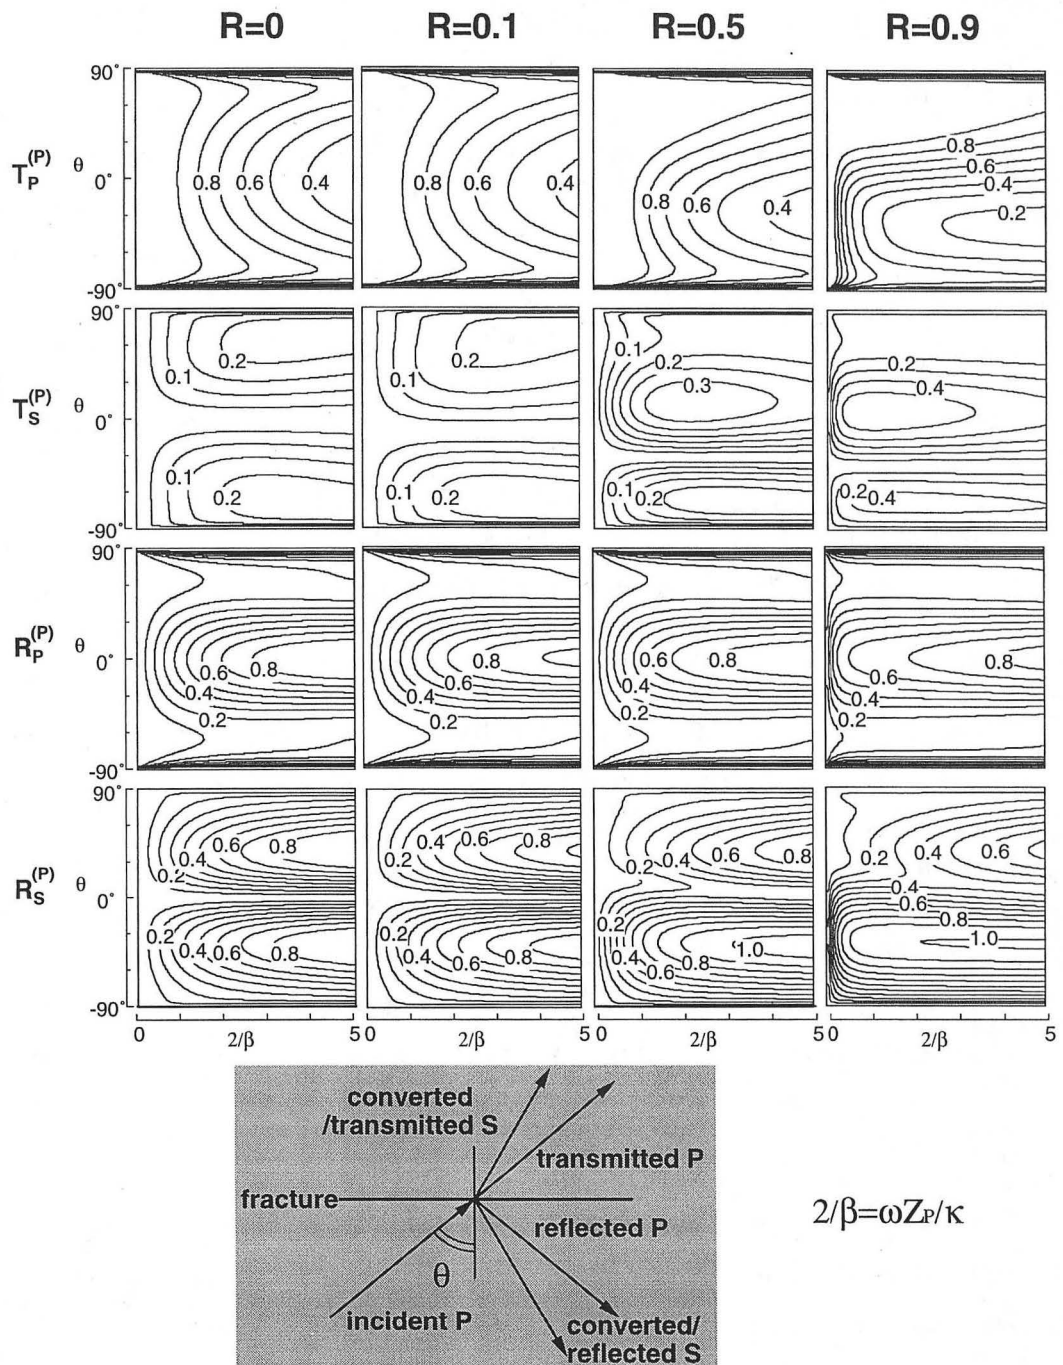 R=0 R=0.1 R=0.5 R=0.9
90°
T_P^(P) θ 0° 0.8 0.6 0.4 0.8 0.6 0.4 0.8 0.6 0.4 0.8 0.6 0.4 0.2
-90°
90°
T_S^(P) θ 0° 0.2 0.1 0.1 0.2 0.2 0.1 0.1 0.2 0.1 0.2 0.3 0.1 0.2 0.2 0.4 0.2 0.4
-90°
90°
R_P^(P) θ 0° 0.8 0.6 0.4 0.2 0.8 0.6 0.4 0.2 0.6 0.8 0.4 0.2 0.8 0.6 0.4 0.2
-90°
90°
R_S^(P) θ 0° 0.8 0.6 0.4 0.2 0.2 0.4 0.6 0.8 0.2 0.4 0.6 0.8 0.2 0.4 0.6 0.8 0.2 0.4 0.6 0.8 0.2 0.4 0.6 0.8 1.0 0.2 0.4 0.6 0.4 0.6 0.8 1.0
-90°
0 2/β 5 0 2/β 5 0 2/β 5 0 2/β 5
converted
/transmitted S
transmitted P
fracture
reflected P
2/β=ωZP/κ
θ
incident P
converted/
reflected S